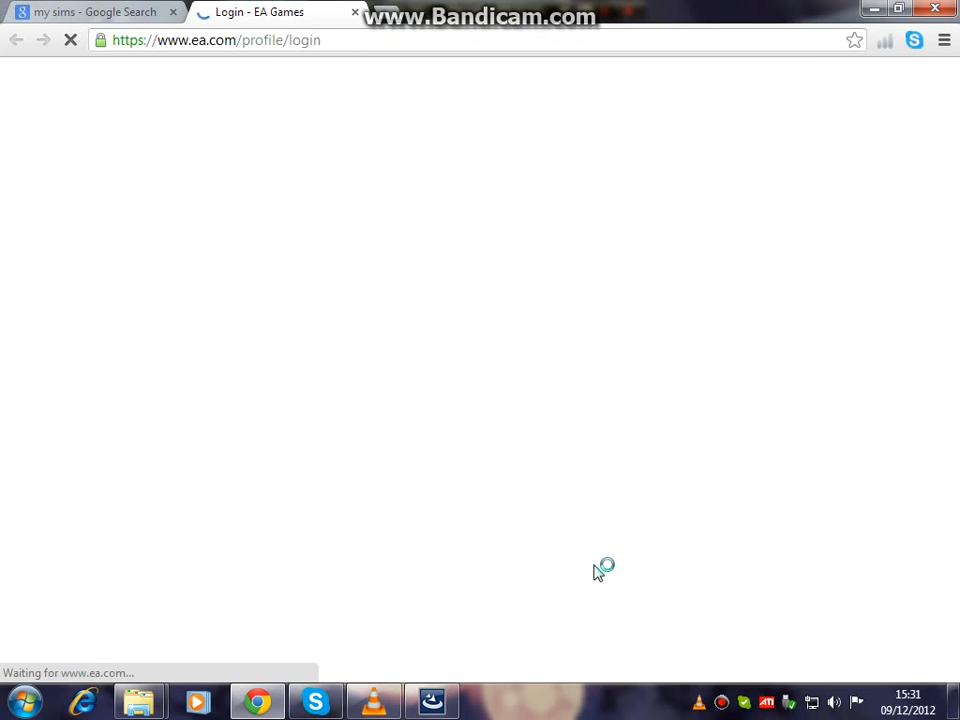 my sims - Google Search
Login - EA Games
www.Bandicam.com
https://www.ea.com/profile/login
Waiting for www.ea.com...
ATI
15:31
09/12/2012